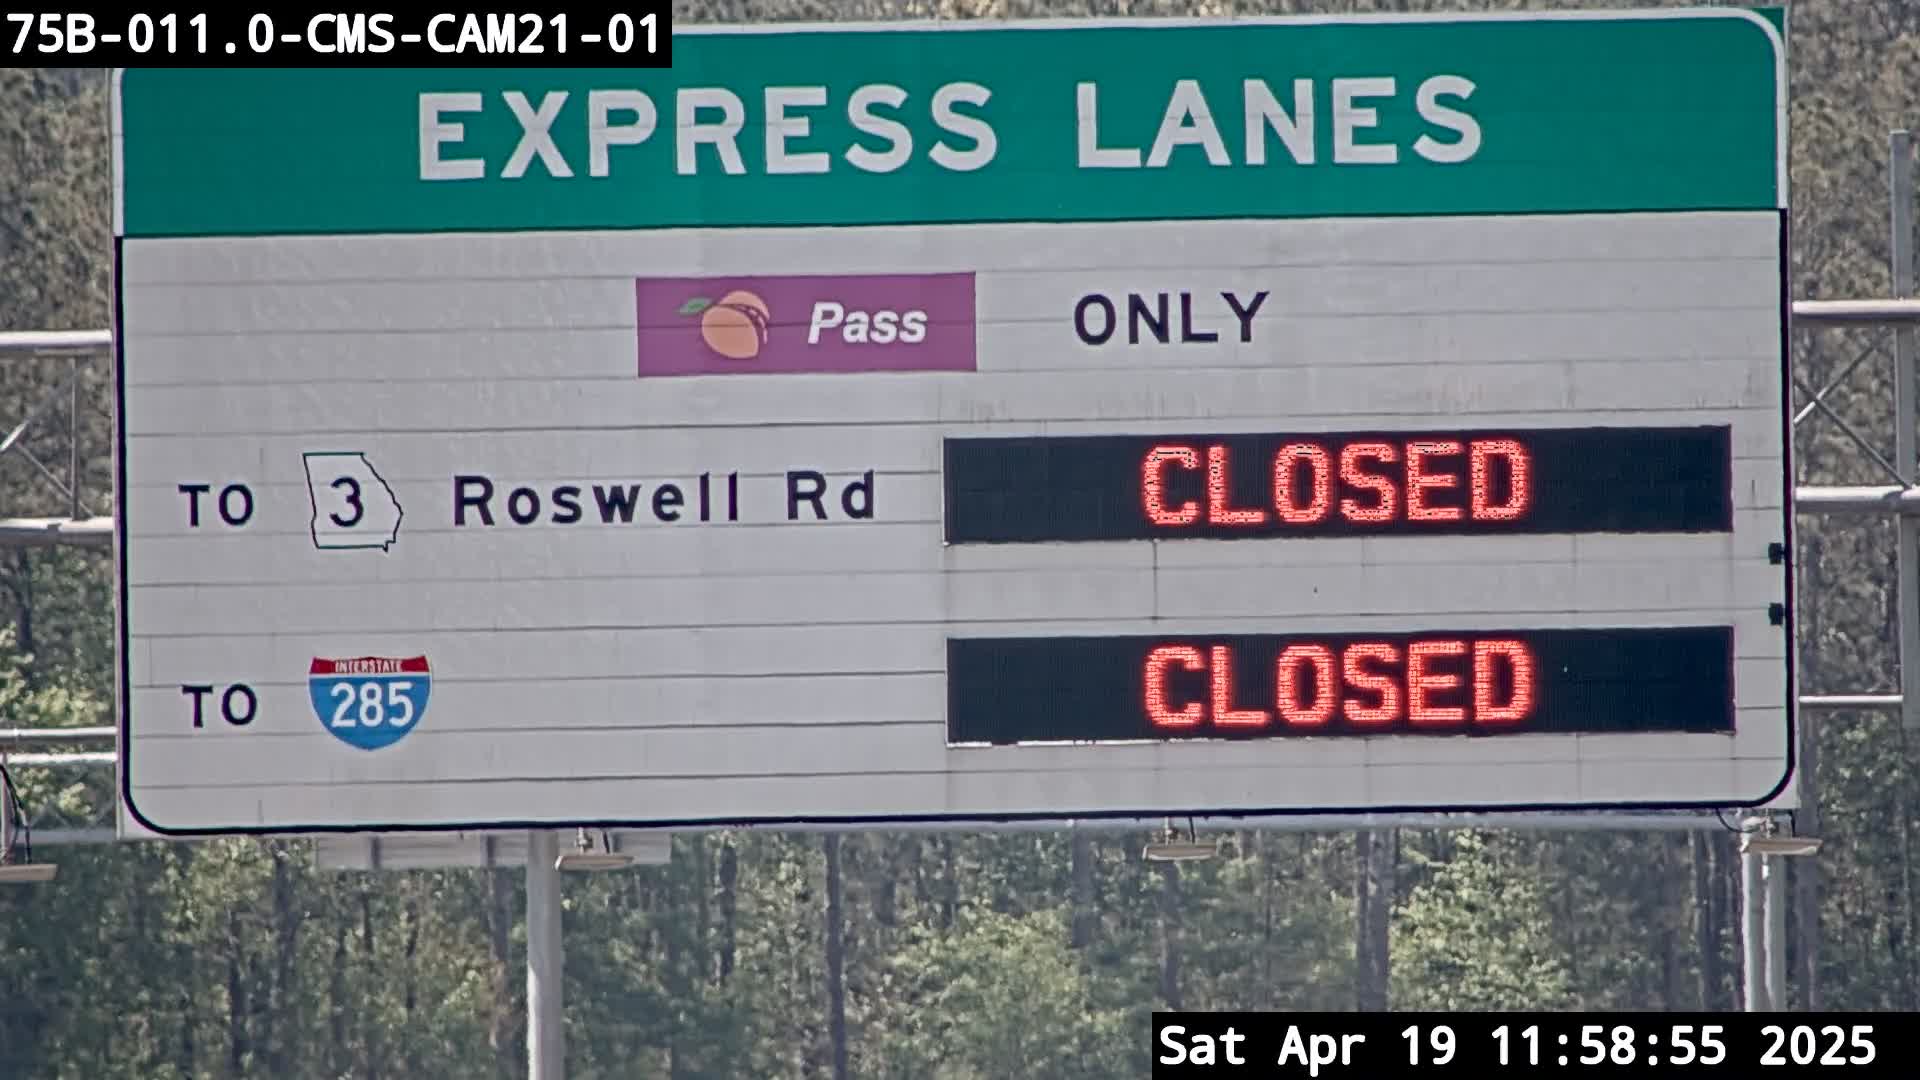 75B-011.0-CMS-CAM21-01
EXPRESS LANES
Pass ONLY
TO 3 Roswell Rd CLOSED
INTERSTATE
TO 285 CLOSED
Sat Apr 19 11:58:55 2025